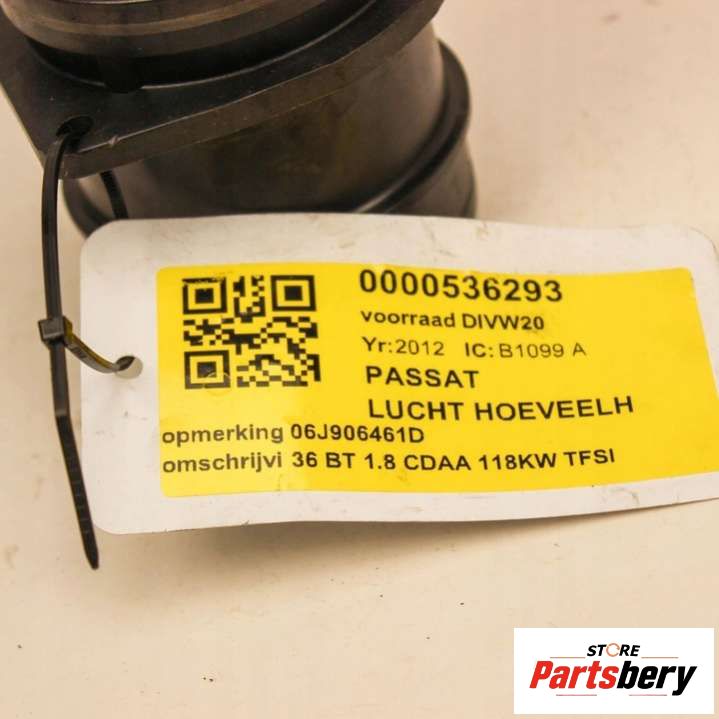 0000536293
voorraad DIVW20
Yr:2012 IC: B1099 A
PASSAT
LUCHT HOEVEELH
opmerking 06J906461D
omschrijvi 36 BT 1.8 CDAA 118KW TFSI
STORE
Partsbery